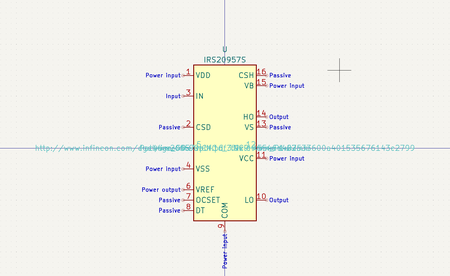 U
IRS20957S
Power input 1 VDD CSH 16 Passive
VB 15 Power input
Input 3 IN
HO 14 Output
Passive 2 CSD VS 13 Passive
http://www.infineon.com/
VCC 11 Power input
Power input 4 VSS
Power output 6 VREF
Passive 7 OCSET LO 10 Output
Passive 8 DT
COM
9
Power input